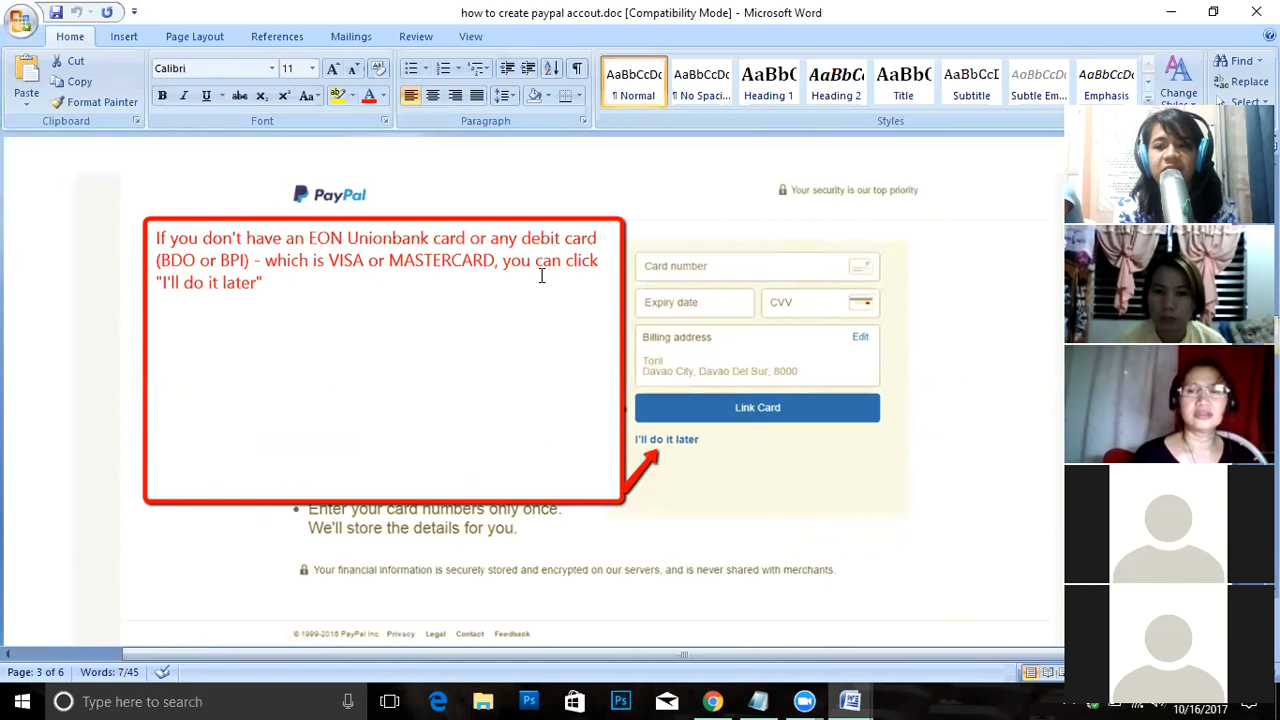 how to create paypal accout.doc [Compatibility Mode] - Microsoft Word
Home Insert Page Layout References Mailings Review View
Paste
Cut
Copy
Format Painter
Clipboard
Calibri 11
B I U abc x₂ x² Aa
Font
Paragraph
AaBbCcDc AaBbCcDc AaBbCc AaBbCc AaBbCc AaBbCcI AaBbCcDc AaBbCcDc
¶ Normal ¶ No Spaci... Heading 1 Heading 2 Title Subtitle Subtle Em... Emphasis
Change
Styles
Styles
Find
Replace
Select
PayPal
Your security is our top priority
If you don't have an EON Unionbank card or any debit card
(BDO or BPI) - which is VISA or MASTERCARD, you can click
"I'll do it later"
Card number
Expiry date CVV
Billing address Edit
Toril
Davao City, Davao Del Sur, 8000
Link Card
I'll do it later
• Enter your card numbers only once.
We'll store the details for you.
Your financial information is securely stored and encrypted on our servers, and is never shared with merchants.
© 1999-2016 PayPal Inc. Privacy Legal Contact Feedback
Page: 3 of 6 Words: 7/45
Type here to search
10/16/2017